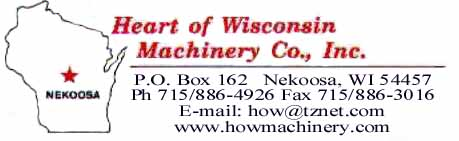 Heart of Wisconsin
Machinery Co., Inc.
P.O. Box 162 Nekoosa, WI 54457
Ph 715/886-4926 Fax 715/886-3016
E-mail: how@tznet.com
www.howmachinery.com
NEKOOSA